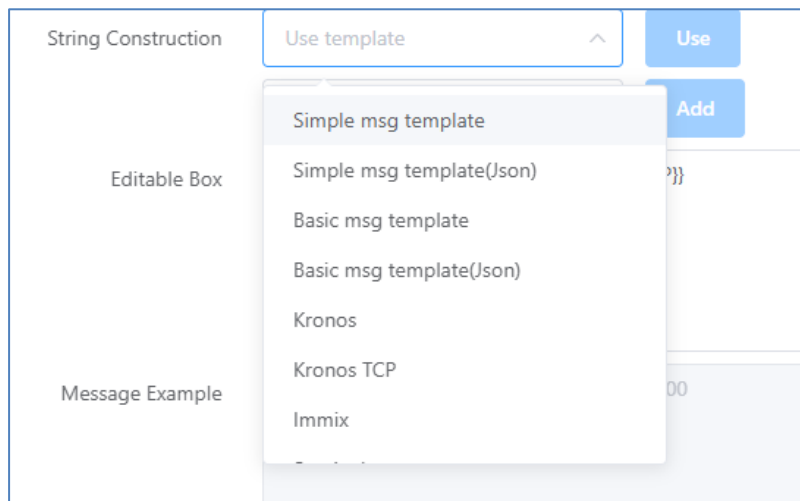 String Construction
Use template
Use
Add
Simple msg template
Simple msg template(Json)
Editable Box
}}
Basic msg template
Basic msg template(Json)
Kronos
Kronos TCP
Message Example
00
Immix